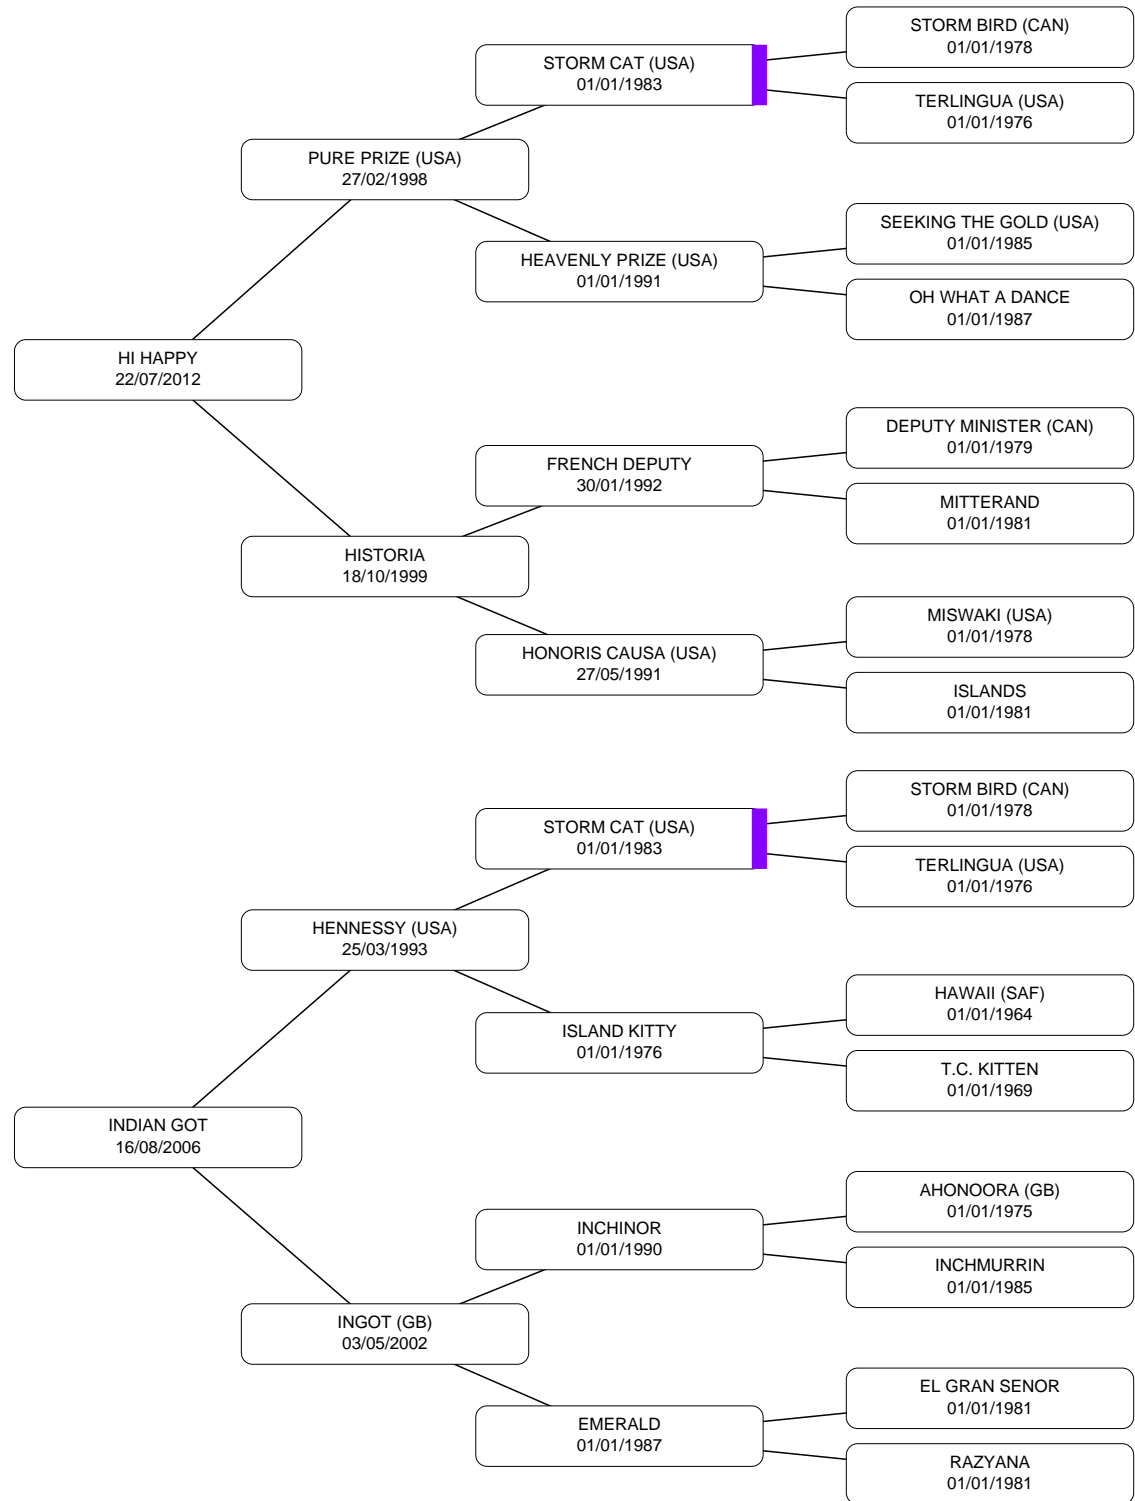 STORM BIRD (CAN)
01/01/1978
STORM CAT (USA)
01/01/1983
TERLINGUA (USA)
01/01/1976
PURE PRIZE (USA)
27/02/1998
SEEKING THE GOLD (USA)
01/01/1985
HEAVENLY PRIZE (USA)
01/01/1991
OH WHAT A DANCE
01/01/1987
HI HAPPY
22/07/2012
DEPUTY MINISTER (CAN)
01/01/1979
FRENCH DEPUTY
30/01/1992
MITTERAND
01/01/1981
HISTORIA
18/10/1999
MISWAKI (USA)
01/01/1978
HONORIS CAUSA (USA)
27/05/1991
ISLANDS
01/01/1981
STORM BIRD (CAN)
01/01/1978
STORM CAT (USA)
01/01/1983
TERLINGUA (USA)
01/01/1976
HENNESSY (USA)
25/03/1993
HAWAII (SAF)
01/01/1964
ISLAND KITTY
01/01/1976
T.C. KITTEN
01/01/1969
INDIAN GOT
16/08/2006
AHONOORA (GB)
01/01/1975
INCHINOR
01/01/1990
INCHMURRIN
01/01/1985
INGOT (GB)
03/05/2002
EL GRAN SENOR
01/01/1981
EMERALD
01/01/1987
RAZYANA
01/01/1981